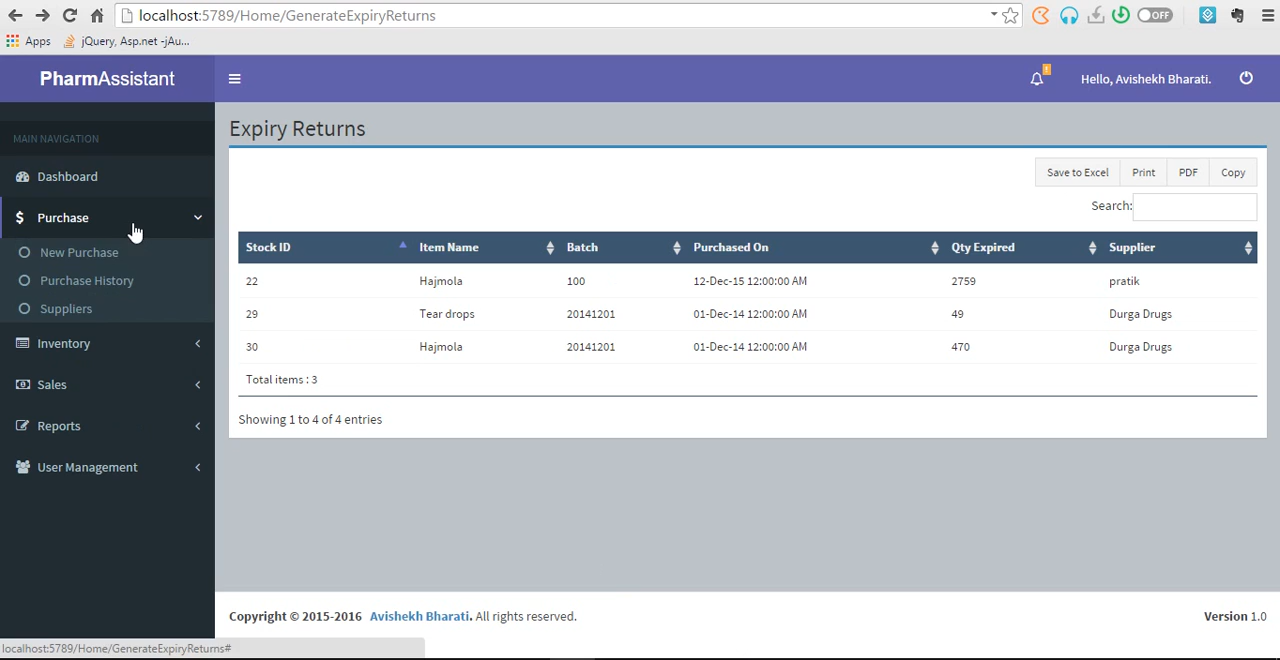 localhost:5789/Home/GenerateExpiryReturns
OFF
Apps jQuery, Asp.net -jAu...
PharmAssistant
Hello, Avishekh Bharati.
MAIN NAVIGATION
Dashboard
Purchase
New Purchase
Purchase History
Suppliers
Inventory
Sales
Reports
User Management
Expiry Returns
Save to Excel Print PDF Copy
Search:
Stock ID Item Name Batch Purchased On Qty Expired Supplier
22 Hajmola 100 12-Dec-15 12:00:00 AM 2759 pratik
29 Tear drops 20141201 01-Dec-14 12:00:00 AM 49 Durga Drugs
30 Hajmola 20141201 01-Dec-14 12:00:00 AM 470 Durga Drugs
Total items : 3
Showing 1 to 4 of 4 entries
Copyright © 2015-2016 Avishekh Bharati. All rights reserved. Version 1.0
localhost:5789/Home/GenerateExpiryReturns#